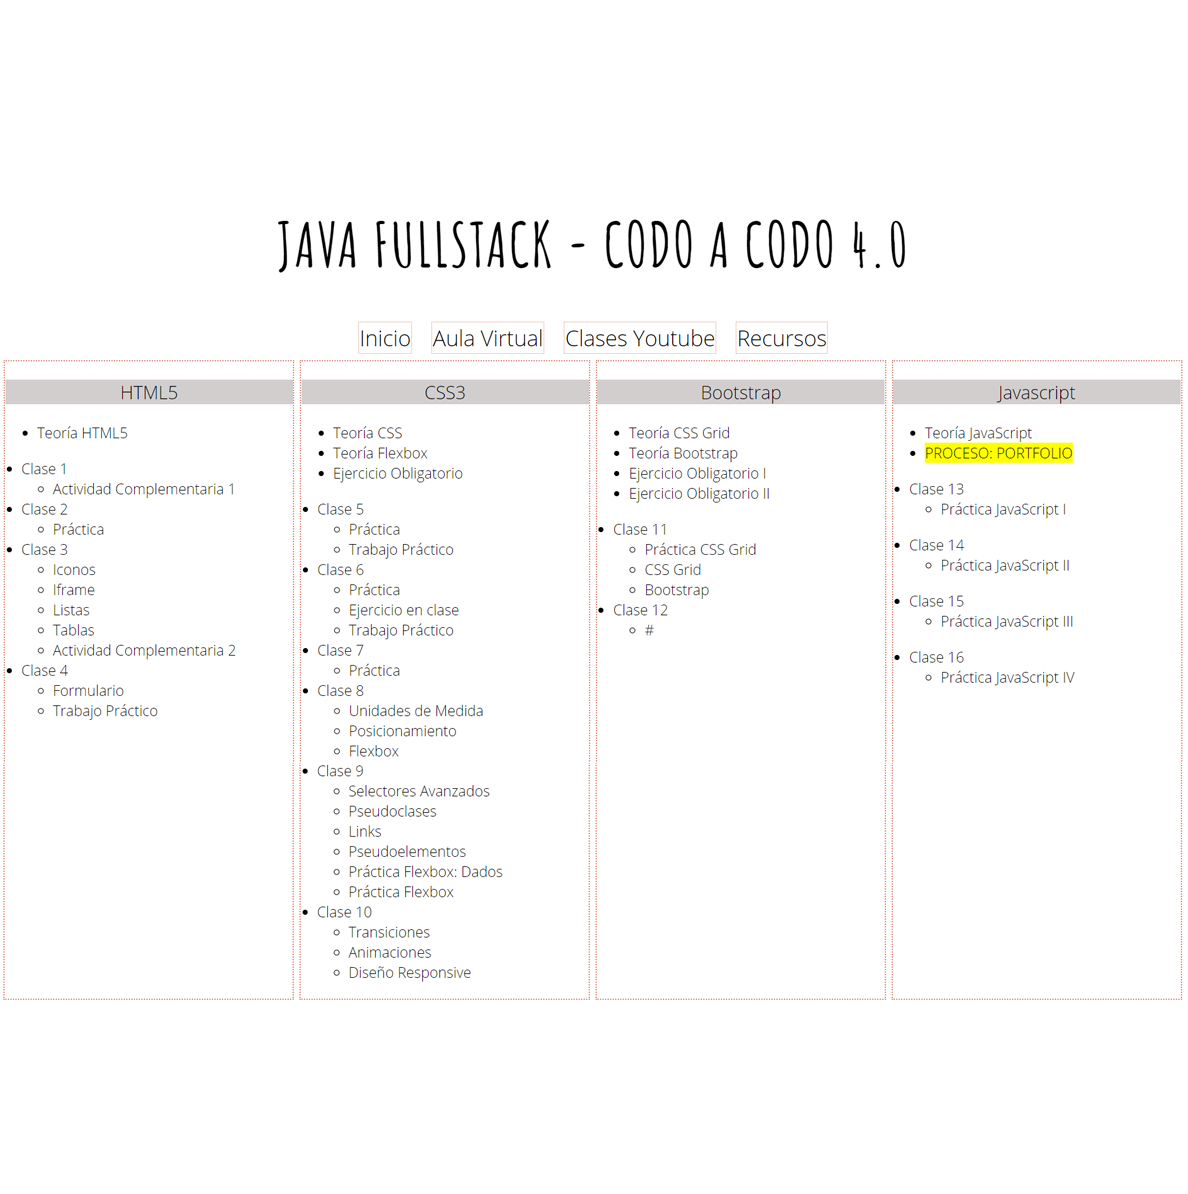 JAVA FULLSTACK - CODO A CODO 4.0
Inicio Aula Virtual Clases Youtube Recursos
HTML5
Teoría HTML5
Clase 1
Actividad Complementaria 1
Clase 2
Práctica
Clase 3
Iconos
Iframe
Listas
Tablas
Actividad Complementaria 2
Clase 4
Formulario
Trabajo Práctico
CSS3
Teoría CSS
Teoría Flexbox
Ejercicio Obligatorio
Clase 5
Práctica
Trabajo Práctico
Clase 6
Práctica
Ejercicio en clase
Trabajo Práctico
Clase 7
Práctica
Clase 8
Unidades de Medida
Posicionamiento
Flexbox
Clase 9
Selectores Avanzados
Pseudoclases
Links
Pseudoelementos
Práctica Flexbox: Dados
Práctica Flexbox
Clase 10
Transiciones
Animaciones
Diseño Responsive
Bootstrap
Teoría CSS Grid
Teoría Bootstrap
Ejercicio Obligatorio I
Ejercicio Obligatorio II
Clase 11
Práctica CSS Grid
CSS Grid
Bootstrap
Clase 12
#
Javascript
Teoría JavaScript
PROCESO: PORTFOLIO
Clase 13
Práctica JavaScript I
Clase 14
Práctica JavaScript II
Clase 15
Práctica JavaScript III
Clase 16
Práctica JavaScript IV